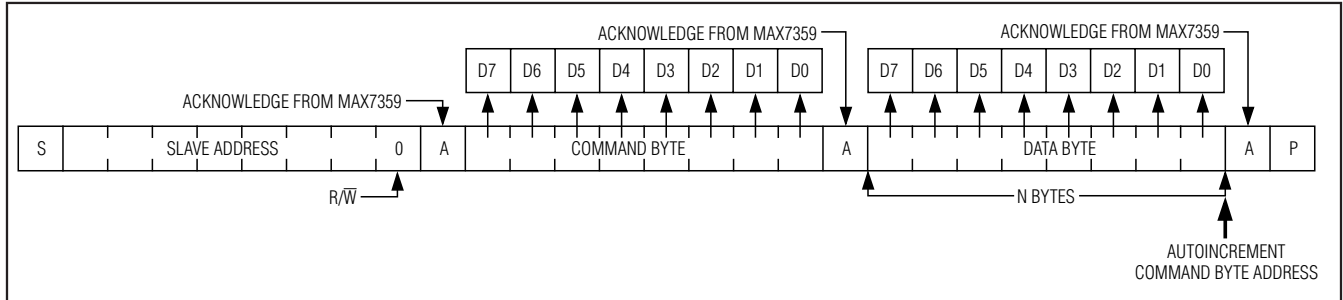 ACKNOWLEDGE FROM MAX7359
ACKNOWLEDGE FROM MAX7359
D7 D6 D5 D4 D3 D2 D1 D0
D7 D6 D5 D4 D3 D2 D1 D0
ACKNOWLEDGE FROM MAX7359
S SLAVE ADDRESS 0 A COMMAND BYTE A DATA BYTE A P
R/W̅
N BYTES
AUTOINCREMENT
COMMAND BYTE ADDRESS